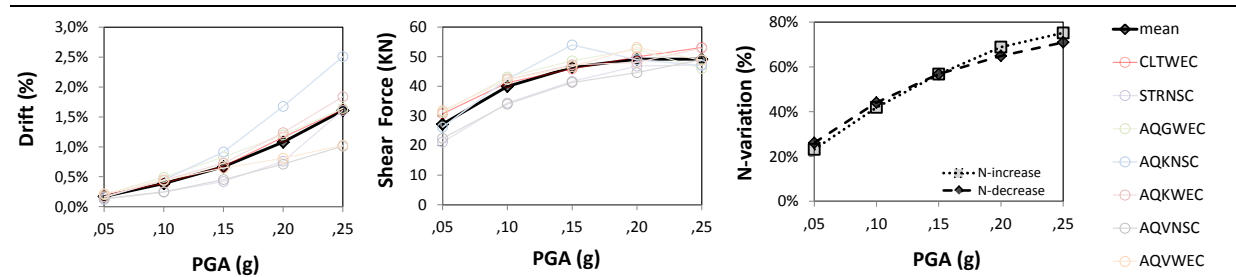 Drift (%)
3,0%
2,5%
2,0%
1,5%
1,0%
0,5%
0,0%
,05 ,10 ,15 ,20 ,25
PGA (g)
Shear Force (KN)
60
50
40
30
20
10
0
,05 ,10 ,15 ,20 ,25
PGA (g)
N-variation (%)
80%
60%
40%
20%
0%
N-increase
N-decrease
,05 ,10 ,15 ,20 ,25
PGA (g)
mean
CLTWEC
STRNSC
AQGWEC
AQKNSC
AQKWEC
AQVNSC
AQVWEC